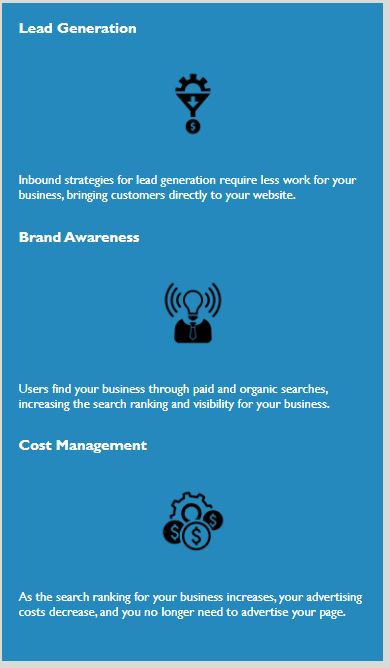 Lead Generation
$
Inbound strategies for lead generation require less work for your
business, bringing customers directly to your website.
Brand Awareness
Users find your business through paid and organic searches,
increasing the search ranking and visibility for your business.
Cost Management
$ $ $
As the search ranking for your business increases, your advertising
costs decrease, and you no longer need to advertise your page.